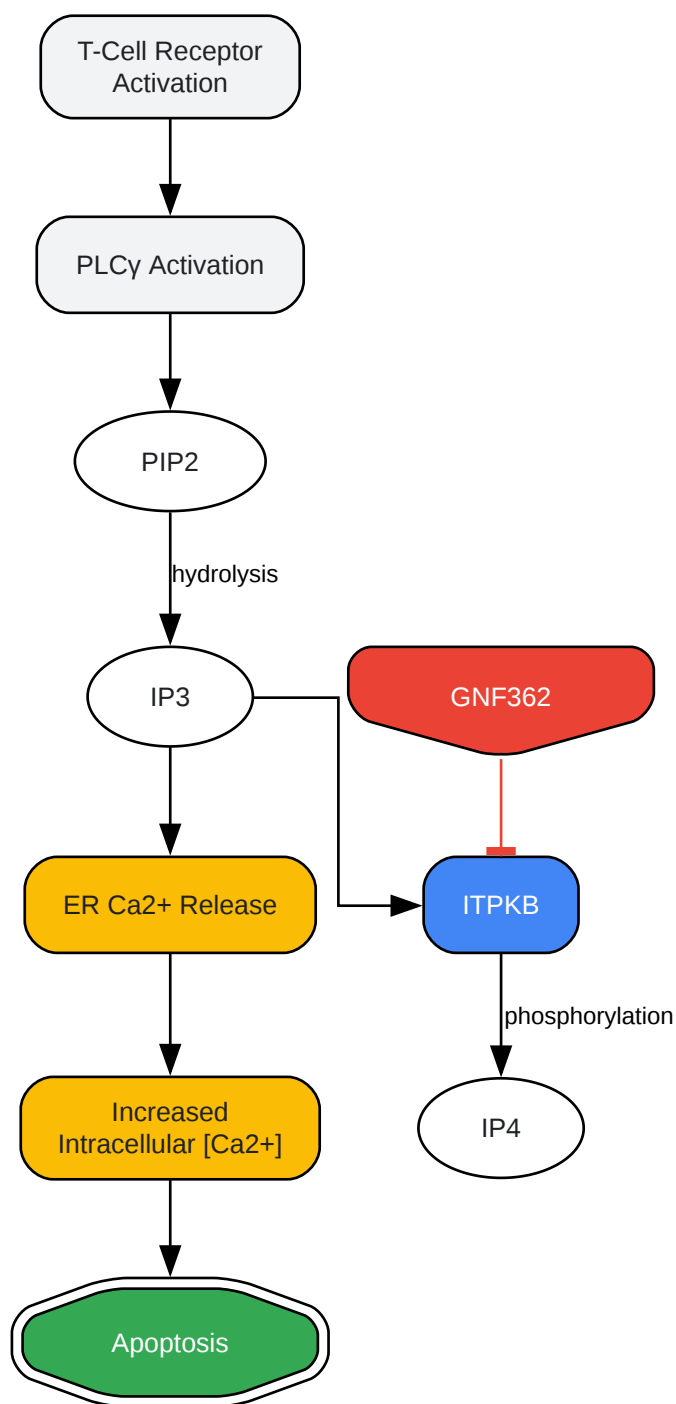 T-Cell Receptor
Activation
PLCγ Activation
PIP2
hydrolysis
IP3
GNF362
ER Ca2+ Release
ITPKB
phosphorylation
Increased
Intracellular [Ca2+]
IP4
Apoptosis